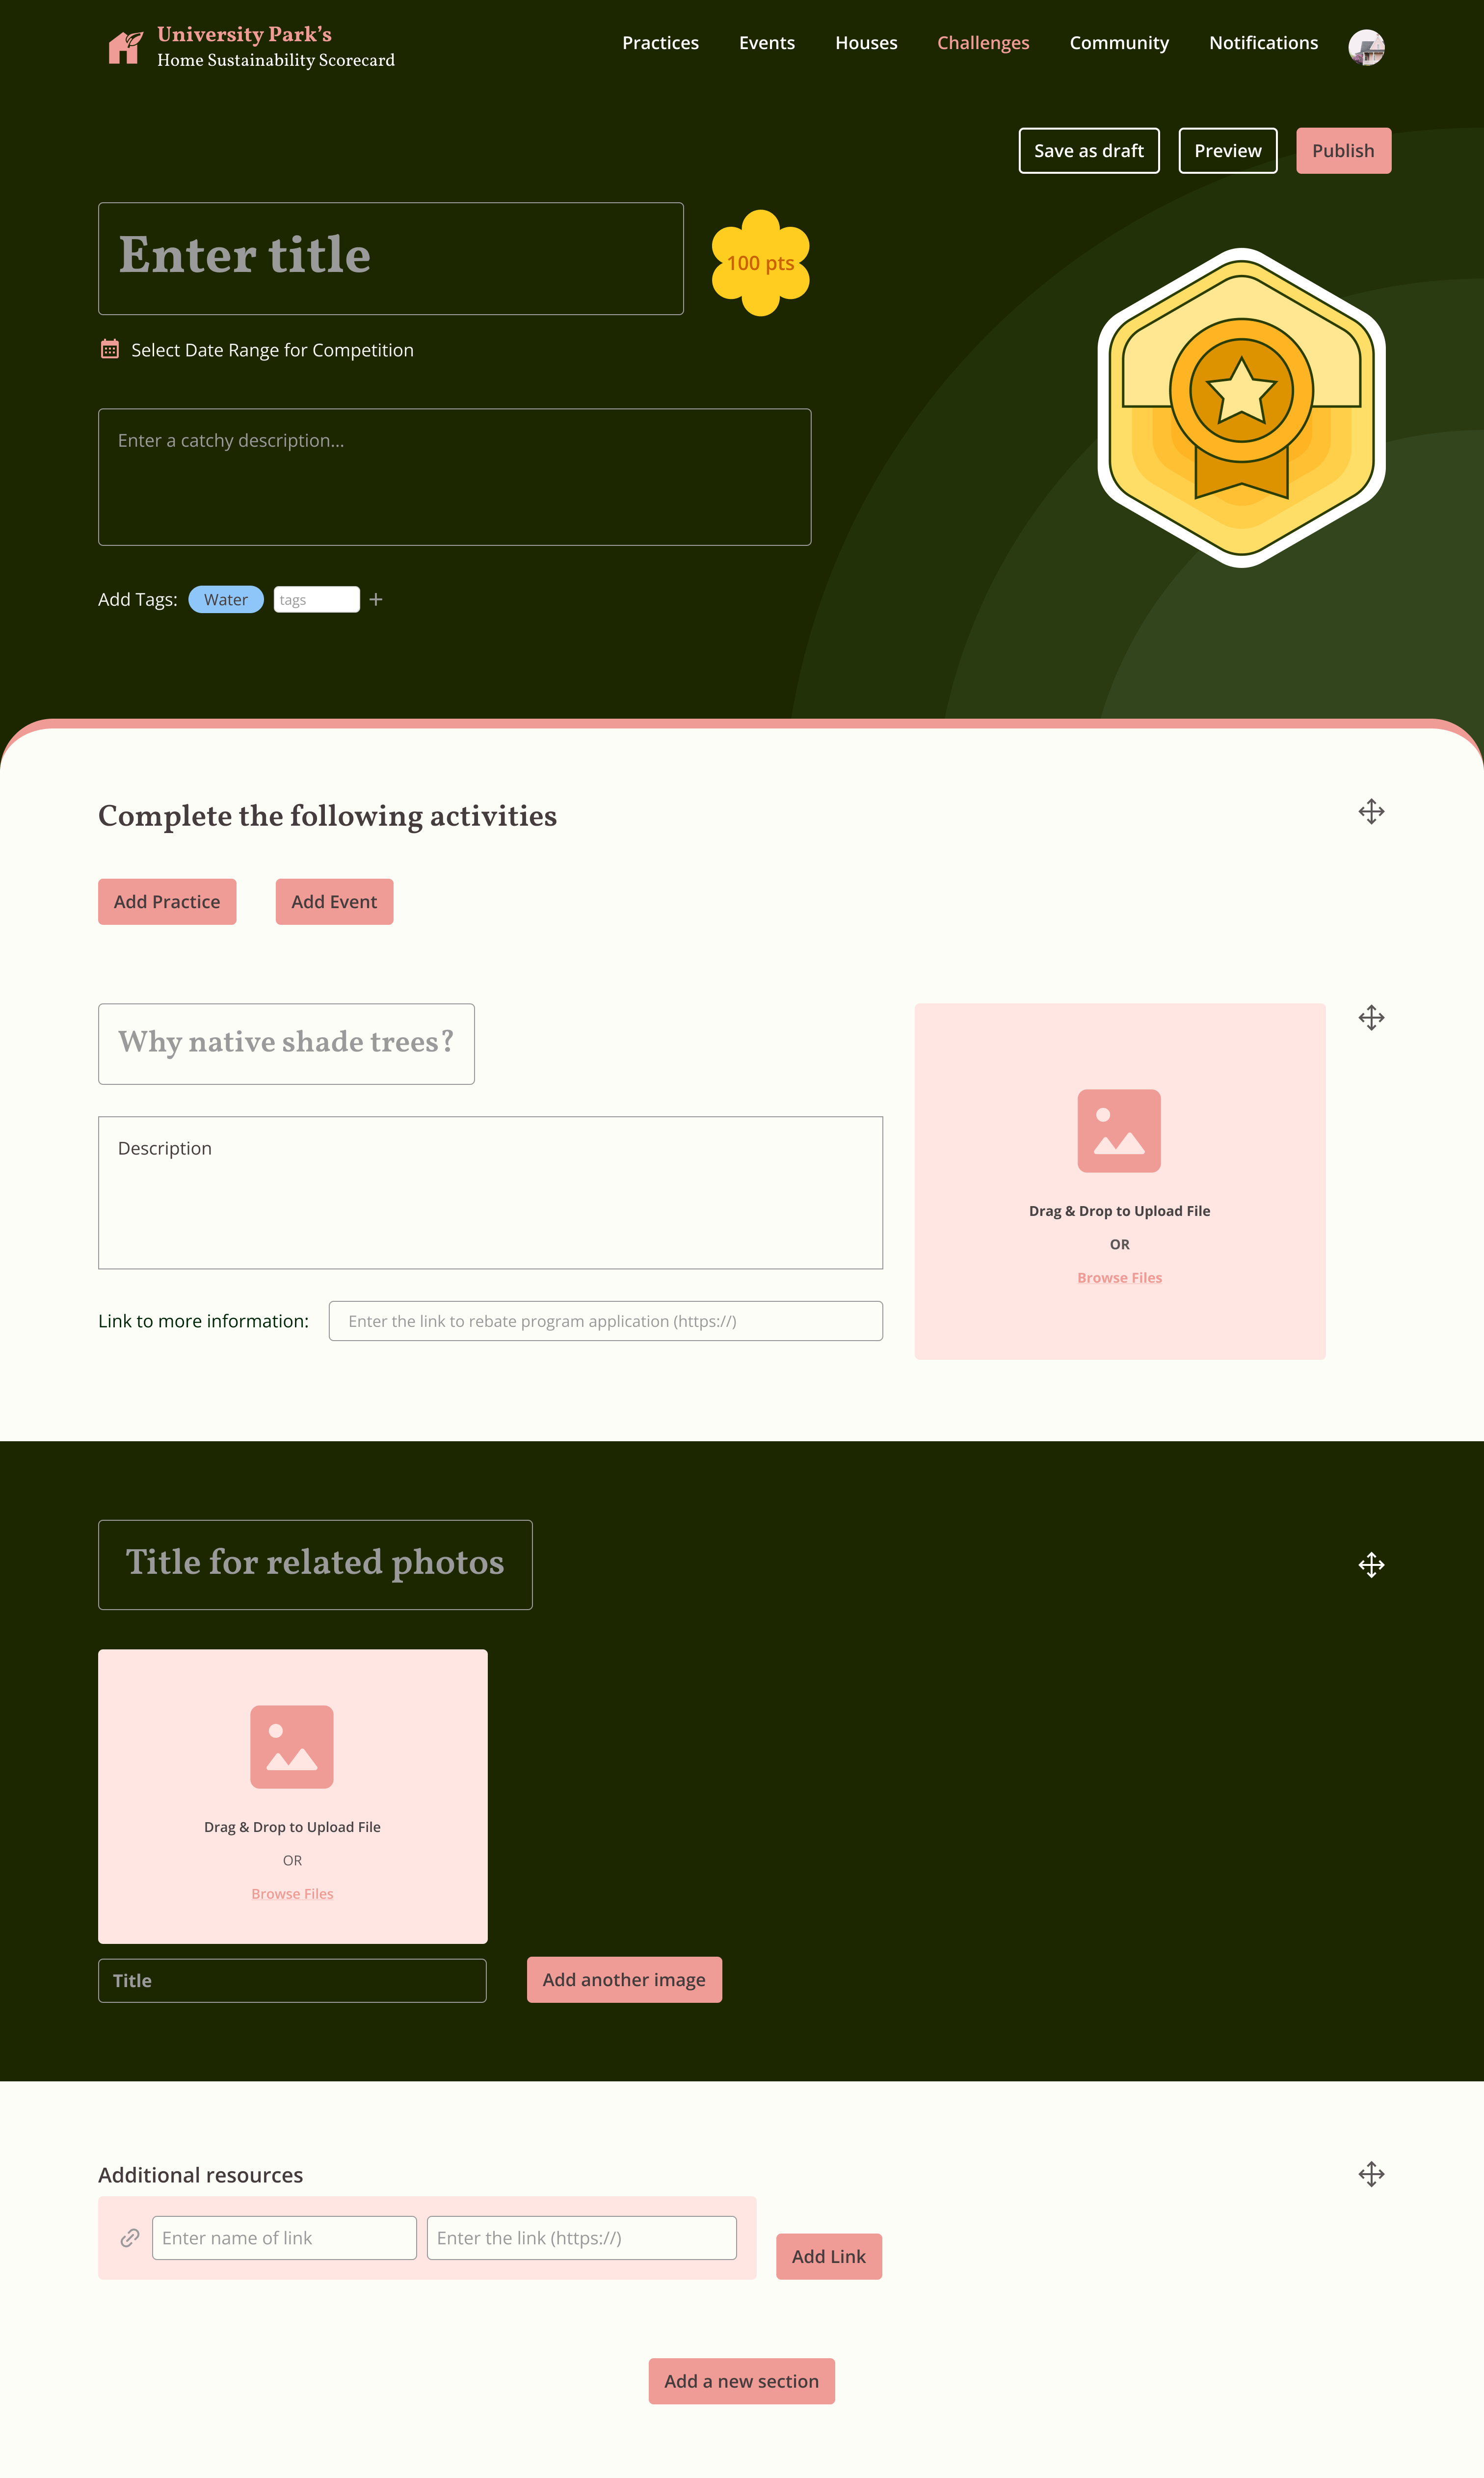 University Park’s
Home Sustainability Scorecard
Practices Events Houses Challenges Community Notifications
Save as draft Preview Publish
Enter title
100 pts
Select Date Range for Competition
Enter a catchy description...
Add Tags: Water tags
Complete the following activities
Add Practice Add Event
Why native shade trees?
Description
Link to more information: Enter the link to rebate program application (https://)
Drag & Drop to Upload File
OR
Browse Files
Title for related photos
Drag & Drop to Upload File
OR
Browse Files
Title
Add another image
Additional resources
Enter name of link Enter the link (https://)
Add Link
Add a new section